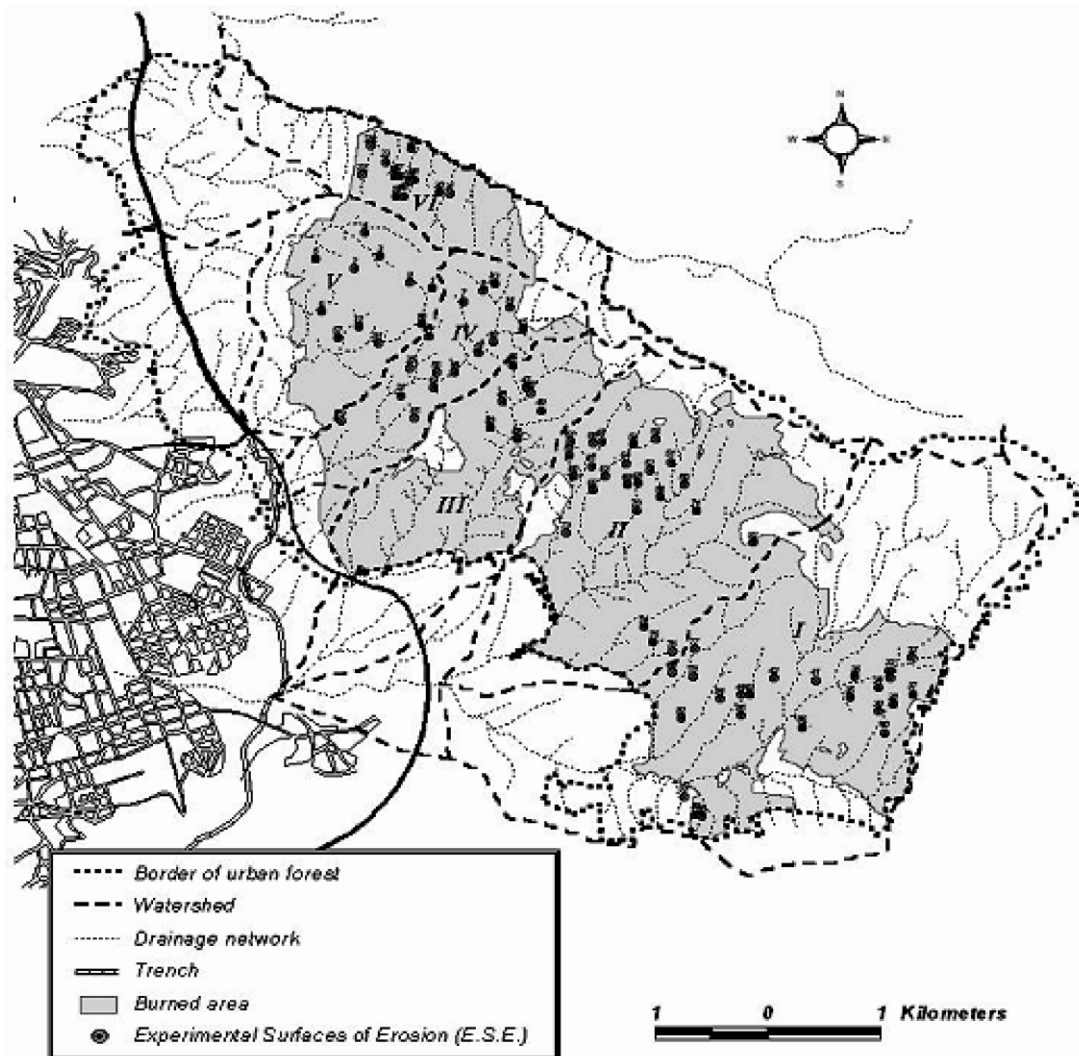 N
W E
S
VI
V
IV
III
II
I
Border of urban forest
Watershed
Drainage network
Trench
Burned area
Experimental Surfaces of Erosion (E.S.E.)
1 0 1 Kilometers